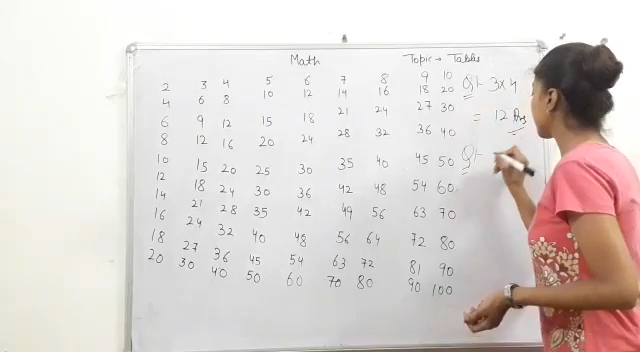 Math Topic → Tables
2 3 4 5 6 7 8 9 10
4 6 8 10 12 14 16 18 20
6 9 12 15 18 21 24 27 30
8 12 16 20 24 28 32 36 40
10 15 20 25 30 35 40 45 50
12 18 24 30 36 42 48 54 60
14 21 28 35 42 49 56 63 70
16 24 32 40 48 56 64 72 80
18 27 36 45 54 63 72 81 90
20 30 40 50 60 70 80 90 100
3×4
= 12 Ans